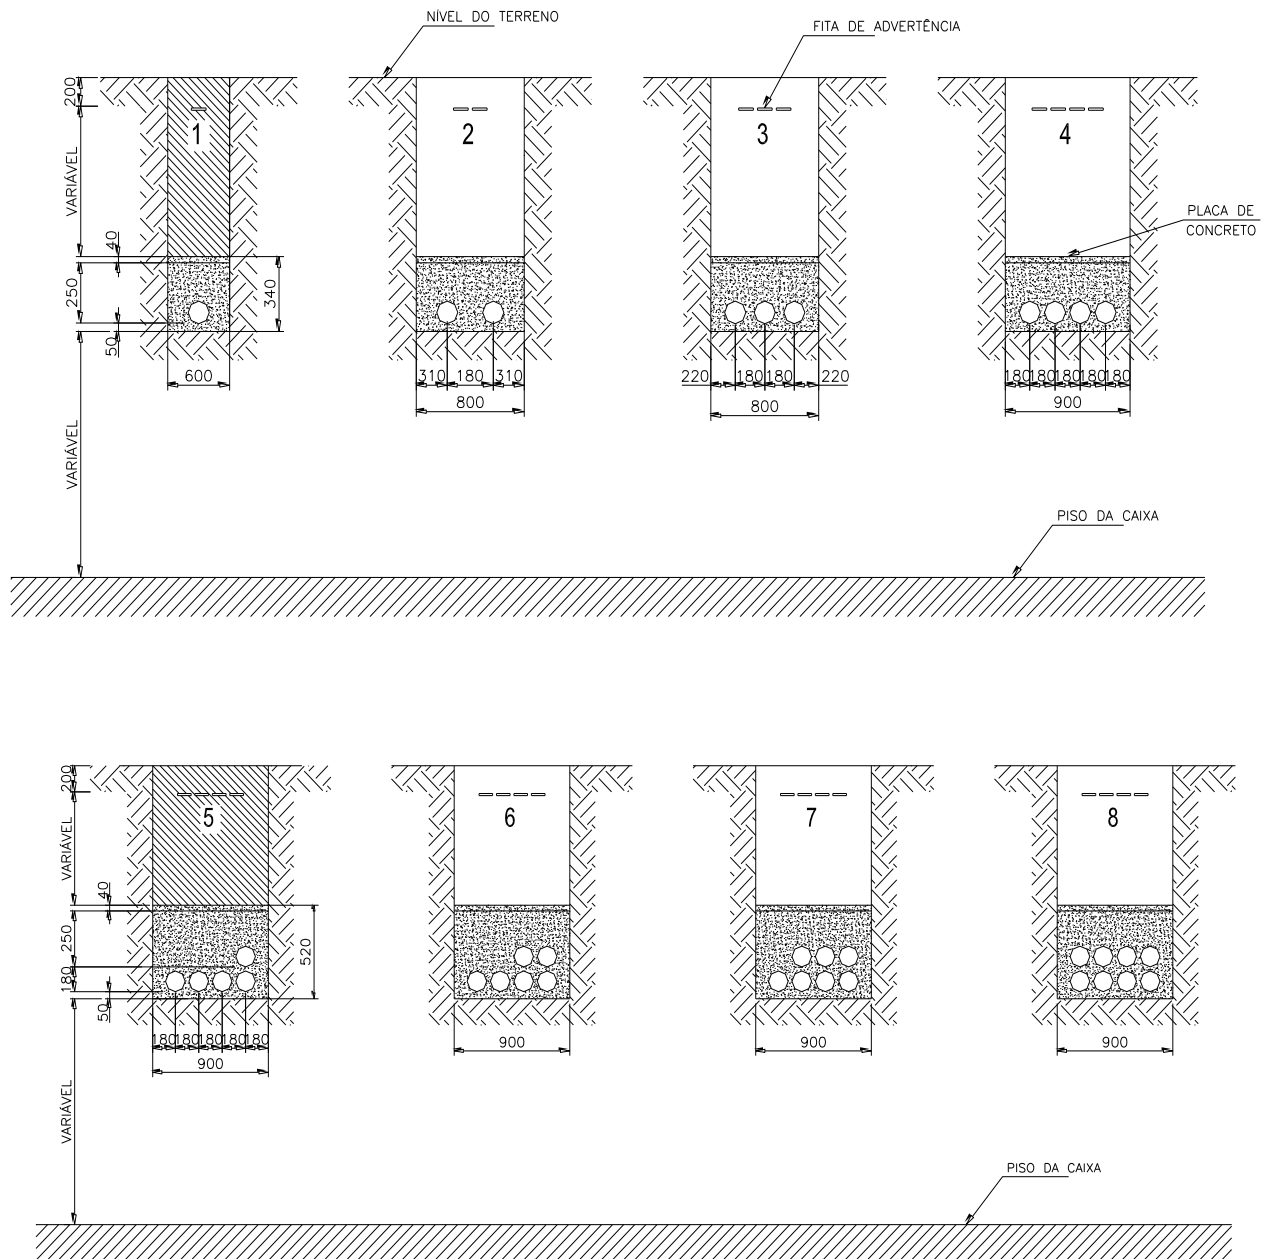 NÍVEL DO TERRENO
FITA DE ADVERTÊNCIA
200
1
2
3
4
VARIÁVEL
PLACA DE
CONCRETO
40
250
340
50
600
310 180 310
800
220 180 180 220
800
180 180 180 180 180
900
VARIÁVEL
PISO DA CAIXA
200
5
6
7
8
VARIÁVEL
40
250
520
180
50
180 180 180 180 180
900
900
900
900
VARIÁVEL
PISO DA CAIXA